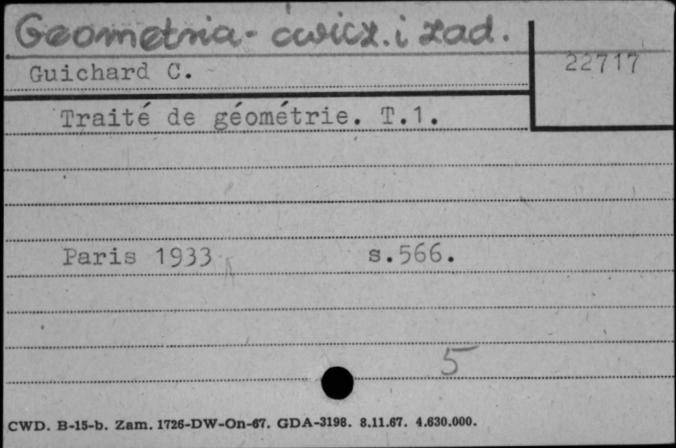 Geometria - ćwicz. i zad.
Guichard C.
22717
Traité de géométrie. T.1.
Paris 1933 s.566.
5
CWD. B-15-b. Zam. 1726-DW-On-67. GDA-3198. 8.11.67. 4.630.000.